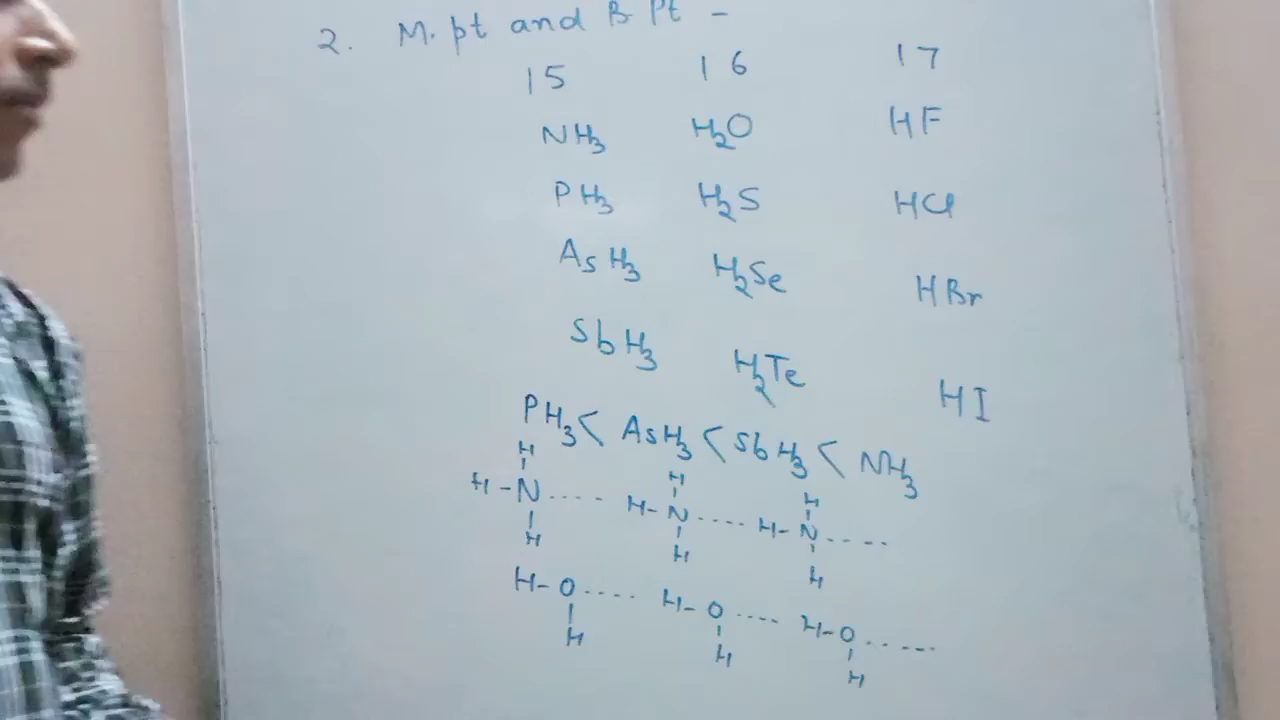 2. M. pt and B Pt -
15 16 17
NH3 H2O HF
PH3 H2S HCl
AsH3 H2Se HBr
SbH3 H2Te HI
PH3 < AsH3 < SbH3 < NH3
H H H
H-N ---- H-N ---- H-N ----
H H H
H-O ---- H-O ---- H-O ----
H H H